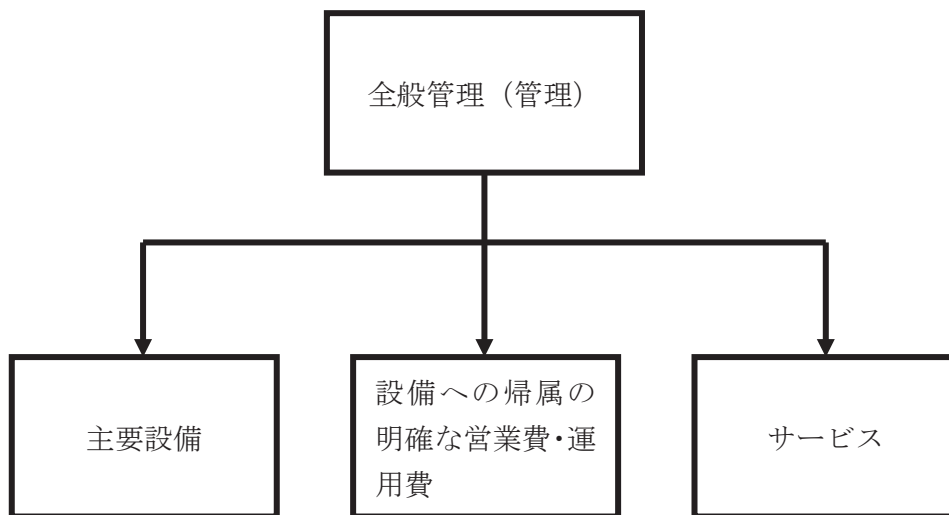 全般管理（管理）
主要設備
設備への帰属の
明確な営業費・運
用費
サービス